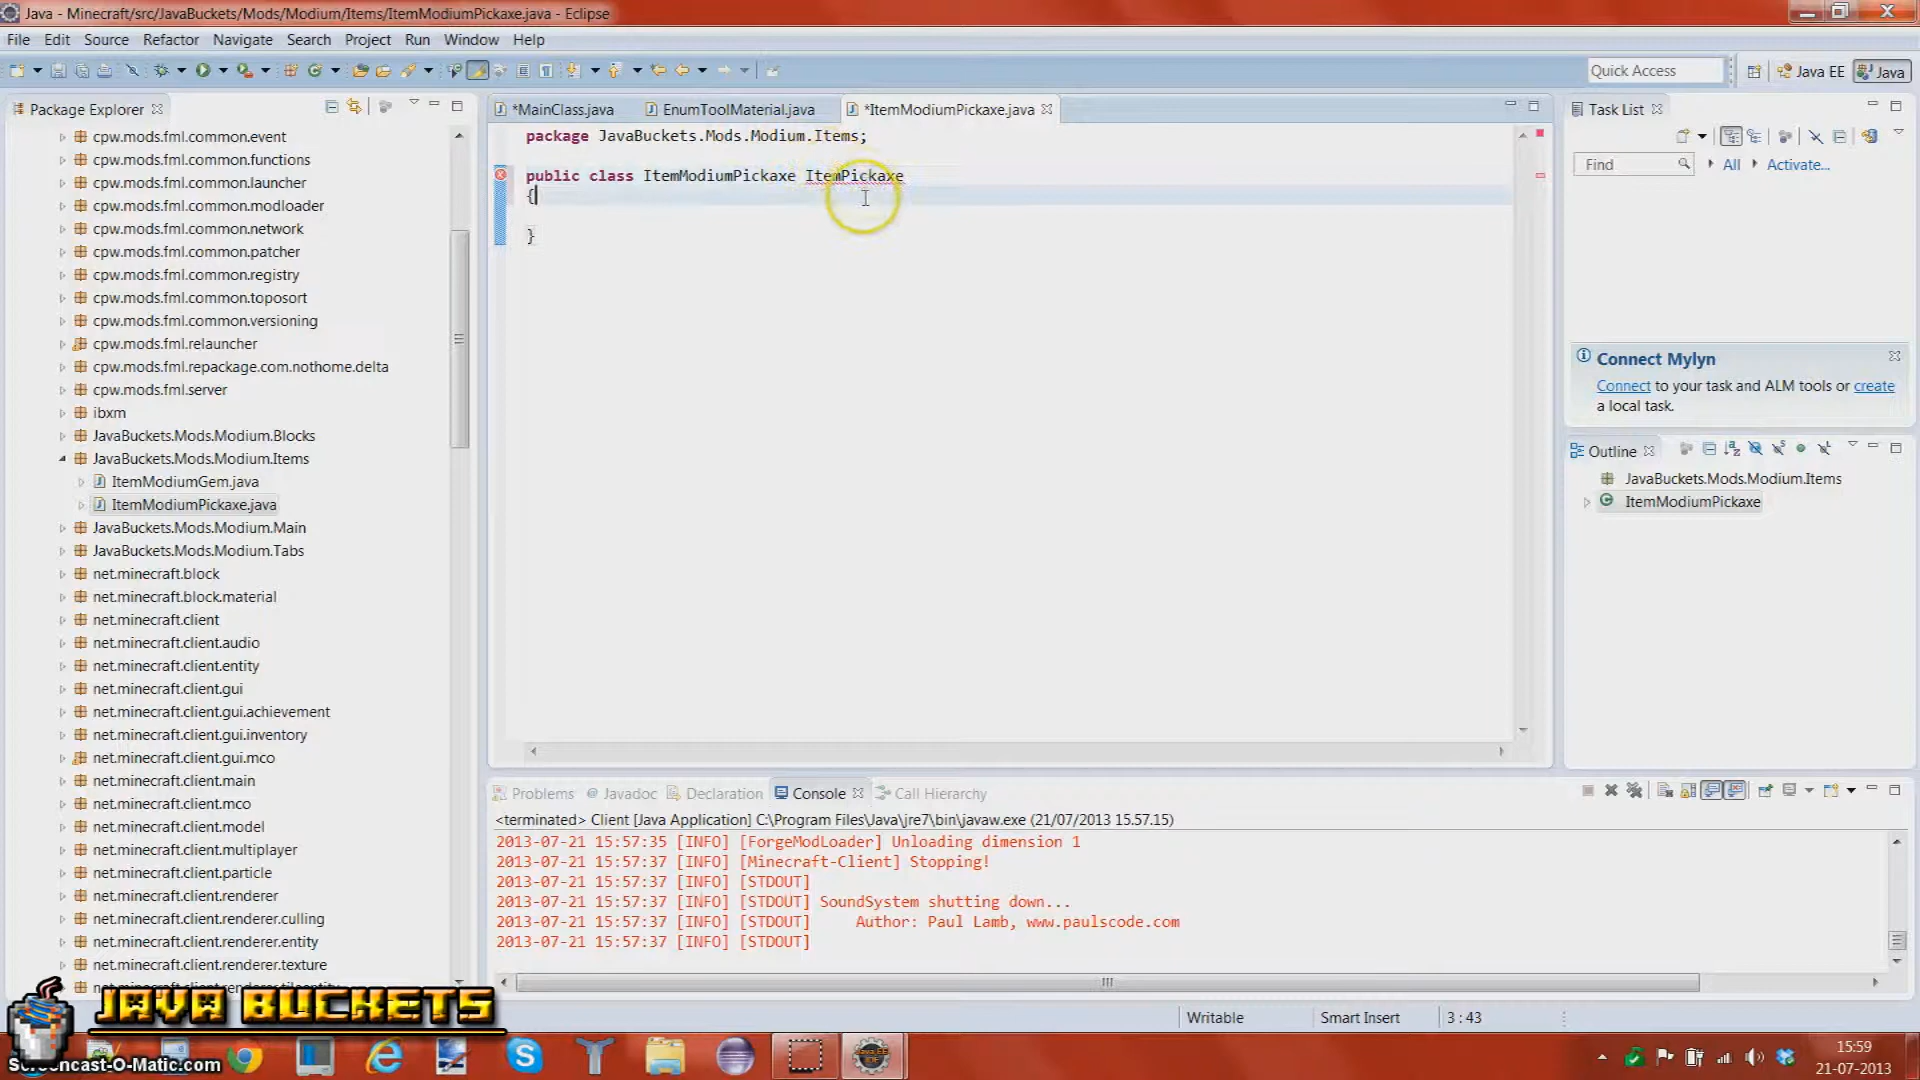 Java - Minecraft/src/JavaBuckets/Mods/Modium/Items/ItemModiumPickaxe.java - Eclipse
File Edit Source Refactor Navigate Search Project Run Window Help
Quick Access
Java EE
Java
Package Explorer
cpw.mods.fml.common.event
cpw.mods.fml.common.functions
cpw.mods.fml.common.launcher
cpw.mods.fml.common.modloader
cpw.mods.fml.common.network
cpw.mods.fml.common.patcher
cpw.mods.fml.common.registry
cpw.mods.fml.common.toposort
cpw.mods.fml.common.versioning
cpw.mods.fml.relauncher
cpw.mods.fml.repackage.com.nothome.delta
cpw.mods.fml.server
ibxm
JavaBuckets.Mods.Modium.Blocks
JavaBuckets.Mods.Modium.Items
ItemModiumGem.java
ItemModiumPickaxe.java
JavaBuckets.Mods.Modium.Main
JavaBuckets.Mods.Modium.Tabs
net.minecraft.block
net.minecraft.block.material
net.minecraft.client
net.minecraft.client.audio
net.minecraft.client.entity
net.minecraft.client.gui
net.minecraft.client.gui.achievement
net.minecraft.client.gui.inventory
net.minecraft.client.gui.mco
net.minecraft.client.main
net.minecraft.client.mco
net.minecraft.client.model
net.minecraft.client.multiplayer
net.minecraft.client.particle
net.minecraft.client.renderer
net.minecraft.client.renderer.culling
net.minecraft.client.renderer.entity
net.minecraft.client.renderer.texture
*MainClass.java EnumToolMaterial.java *ItemModiumPickaxe.java
package JavaBuckets.Mods.Modium.Items;
public class ItemModiumPickaxe ItemPickaxe
{
}
Task List
Find
All
Activate...
Connect Mylyn
Connect to your task and ALM tools or create
a local task.
Outline
JavaBuckets.Mods.Modium.Items
ItemModiumPickaxe
Problems Javadoc Declaration Console Call Hierarchy
<terminated> Client [Java Application] C:\Program Files\Java\jre7\bin\javaw.exe (21/07/2013 15.57.15)
2013-07-21 15:57:35 [INFO] [ForgeModLoader] Unloading dimension 1
2013-07-21 15:57:37 [INFO] [Minecraft-Client] Stopping!
2013-07-21 15:57:37 [INFO] [STDOUT]
2013-07-21 15:57:37 [INFO] [STDOUT] SoundSystem shutting down...
2013-07-21 15:57:37 [INFO] [STDOUT] Author: Paul Lamb, www.paulscode.com
2013-07-21 15:57:37 [INFO] [STDOUT]
Writable
Smart Insert
3 : 43
JAVA BUCKETS
Screencast-O-Matic.com
15:59
21-07-2013